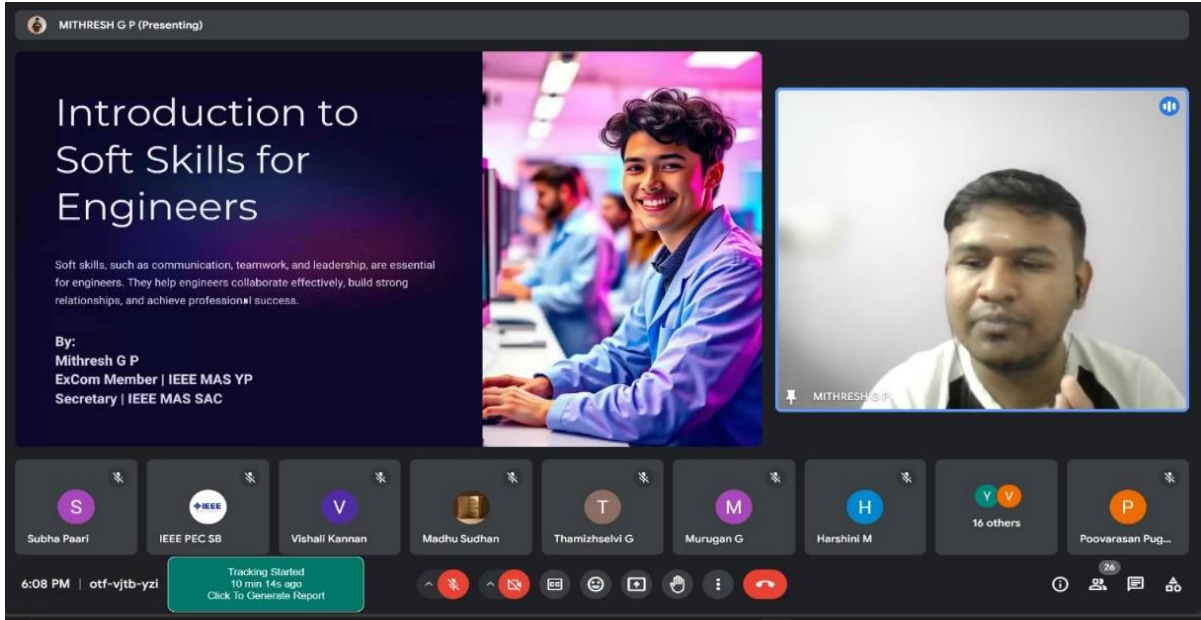 MITHRESH G P (Presenting)
Introduction to
Soft Skills for
Engineers
Soft skills, such as communication, teamwork, and leadership, are essential
for engineers. They help engineers collaborate effectively, build strong
relationships, and achieve professional success.
By:
Mithresh G P
ExCom Member | IEEE MAS YP
Secretary | IEEE MAS SAC
MITHRESH G P
S
Subha Paari
IEEE
IEEE PEC SB
V
Vishali Kannan
Madhu Sudhan
T
Thamizhselvi G
M
Murugan G
H
Harshini M
Y V
16 others
P
Poovarasan Pug...
6:08 PM | otf-vjtb-yzi
Tracking Started
10 min 14s ago
Click To Generate Report
CC
26